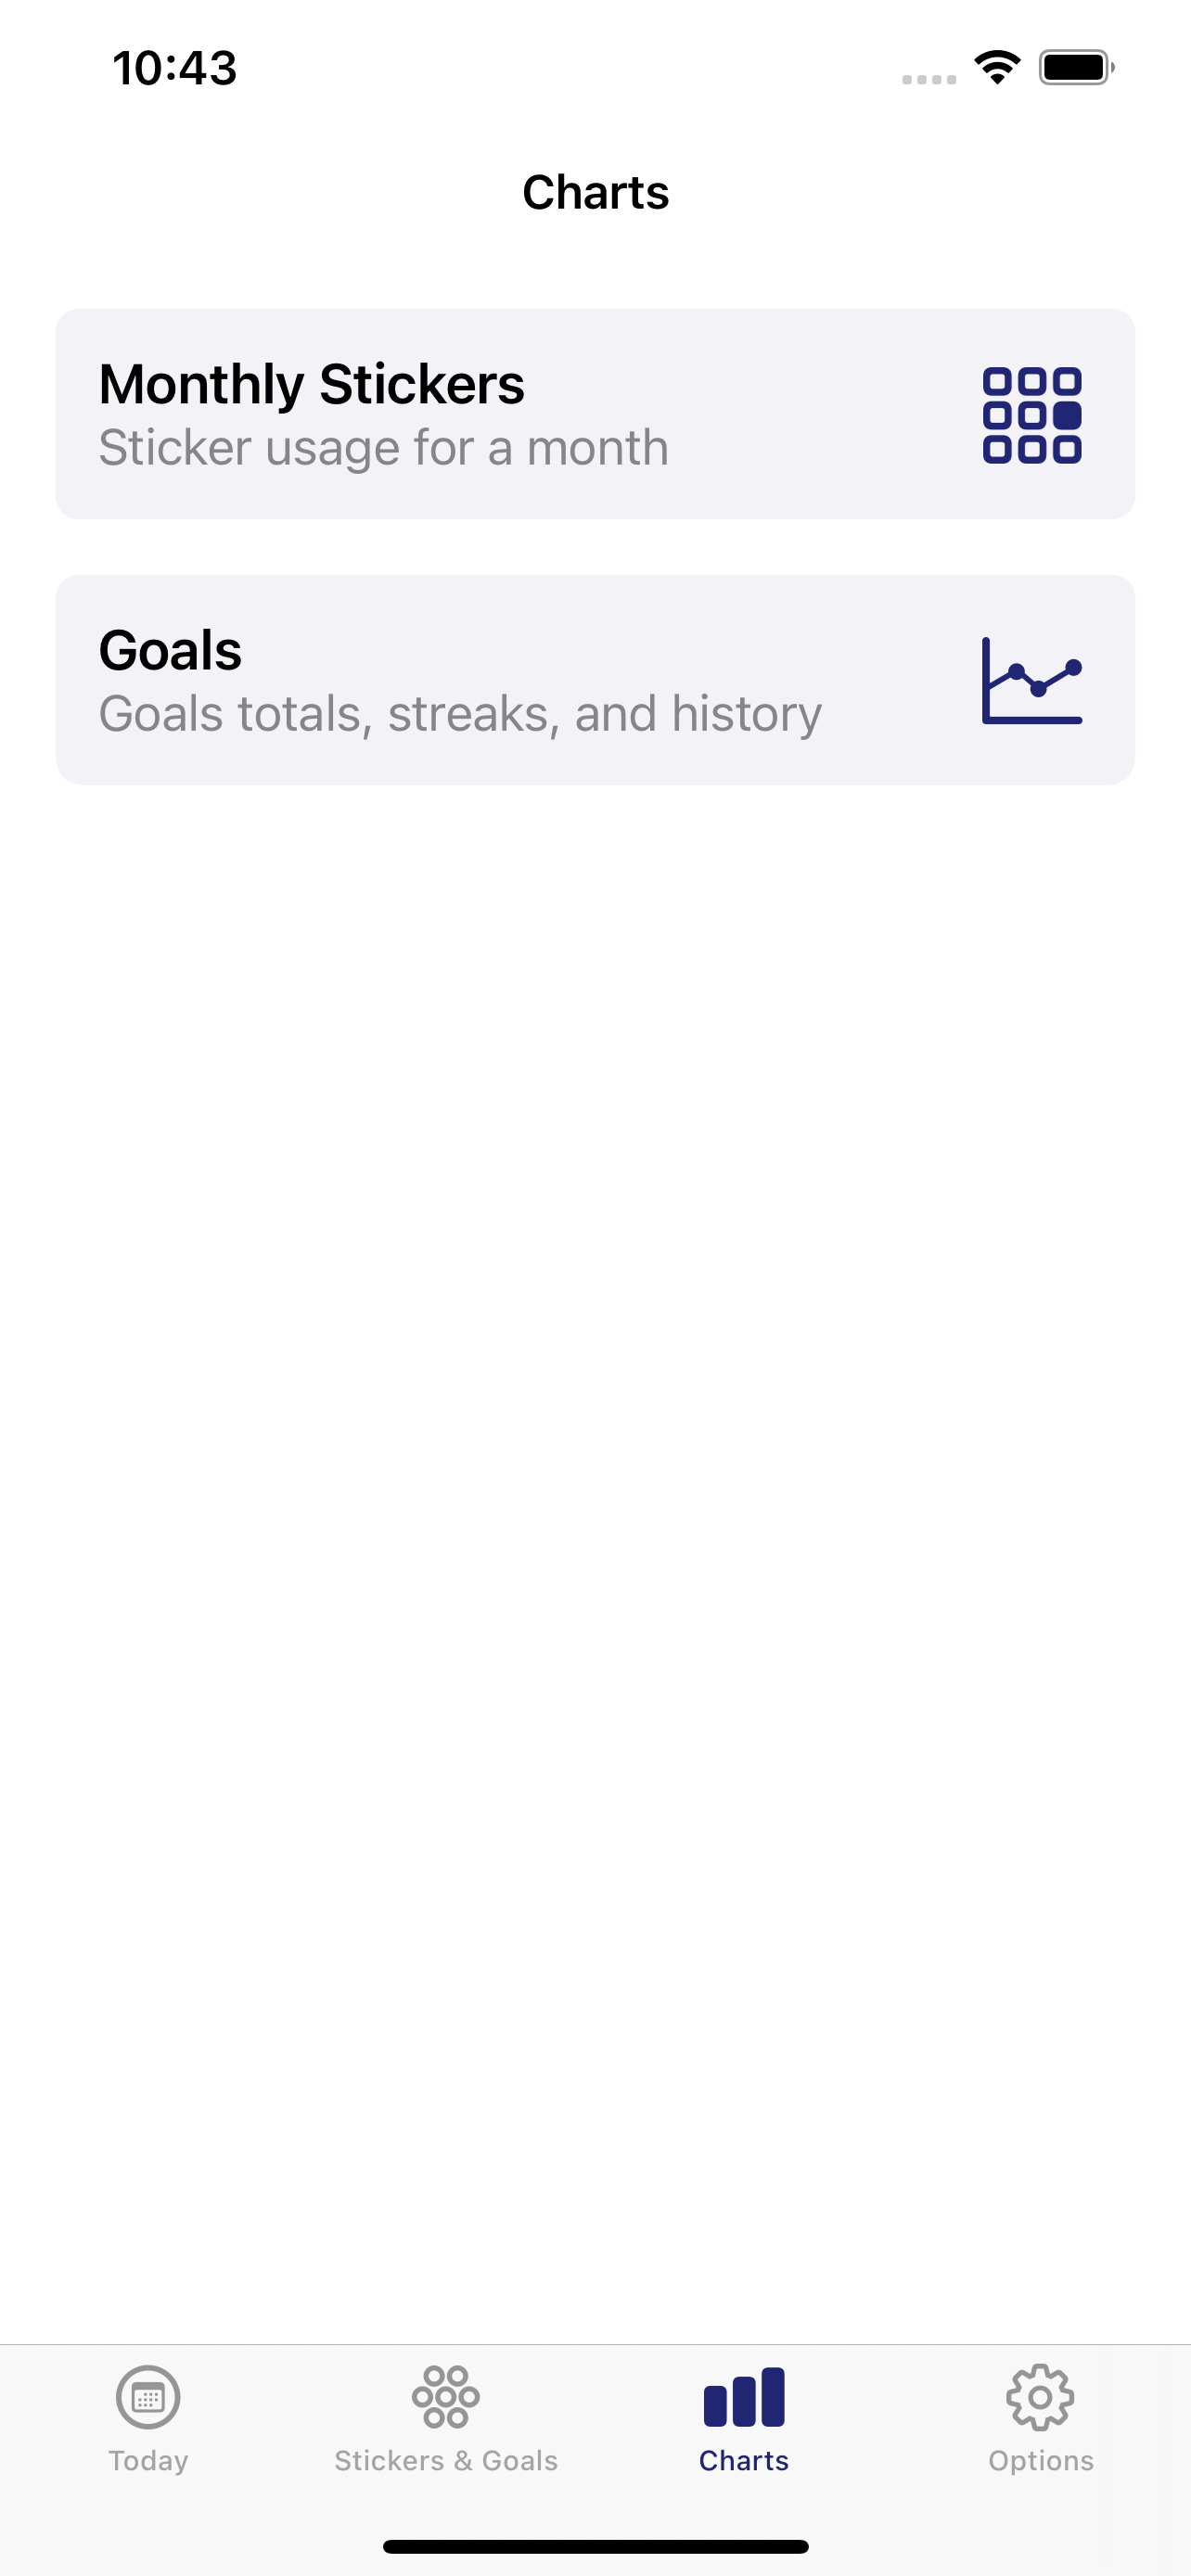 10:43
Charts
Monthly Stickers
Sticker usage for a month
Goals
Goals totals, streaks, and history
Today
Stickers & Goals
Charts
Options